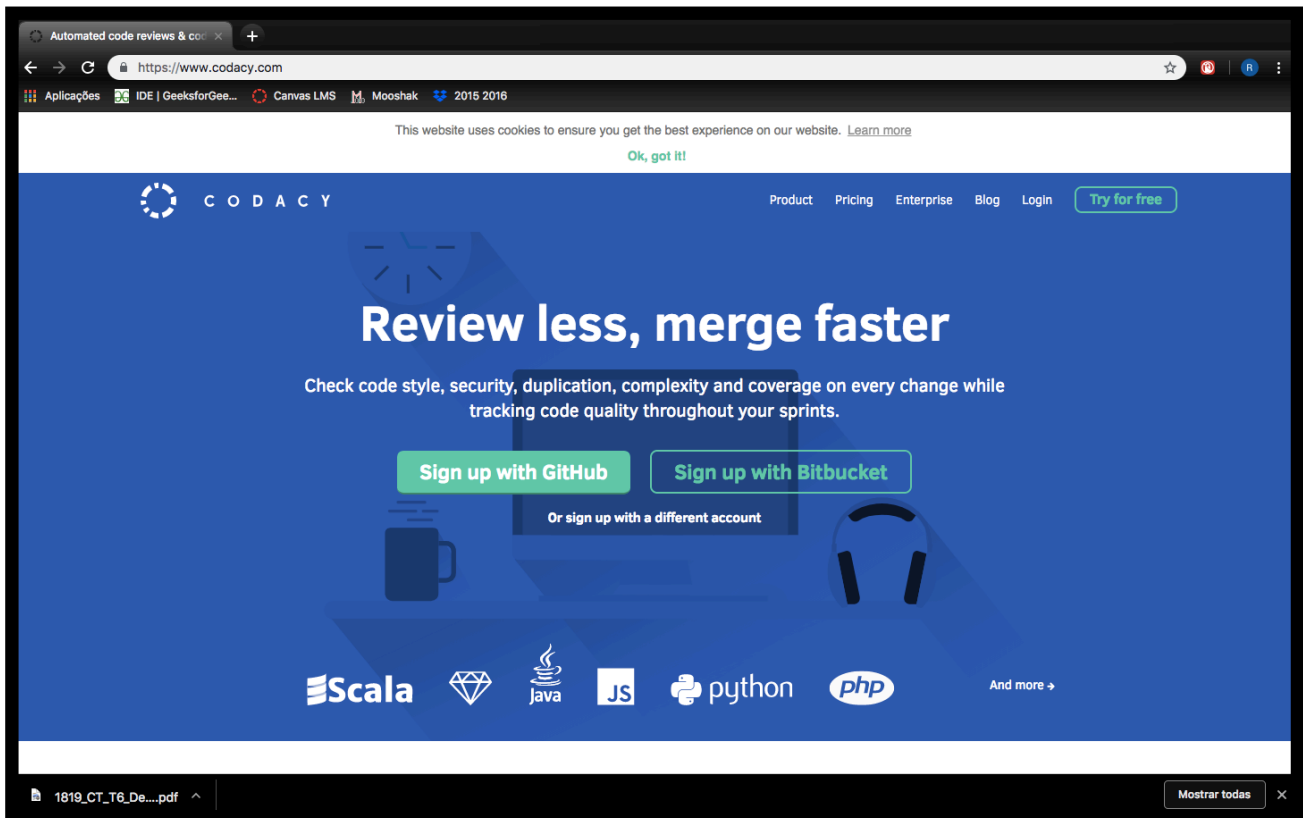 Automated code reviews & cod
https://www.codacy.com
R
Aplicações IDE | GeeksforGee... Canvas LMS Mooshak 2015 2016
This website uses cookies to ensure you get the best experience on our website. Learn more
Ok, got it!
CODACY Product Pricing Enterprise Blog Login Try for free
Review less, merge faster
Check code style, security, duplication, complexity and coverage on every change while
tracking code quality throughout your sprints.
Sign up with GitHub Sign up with Bitbucket
Or sign up with a different account
Scala Java JS python php And more →
1819_CT_T6_De....pdf Mostrar todas